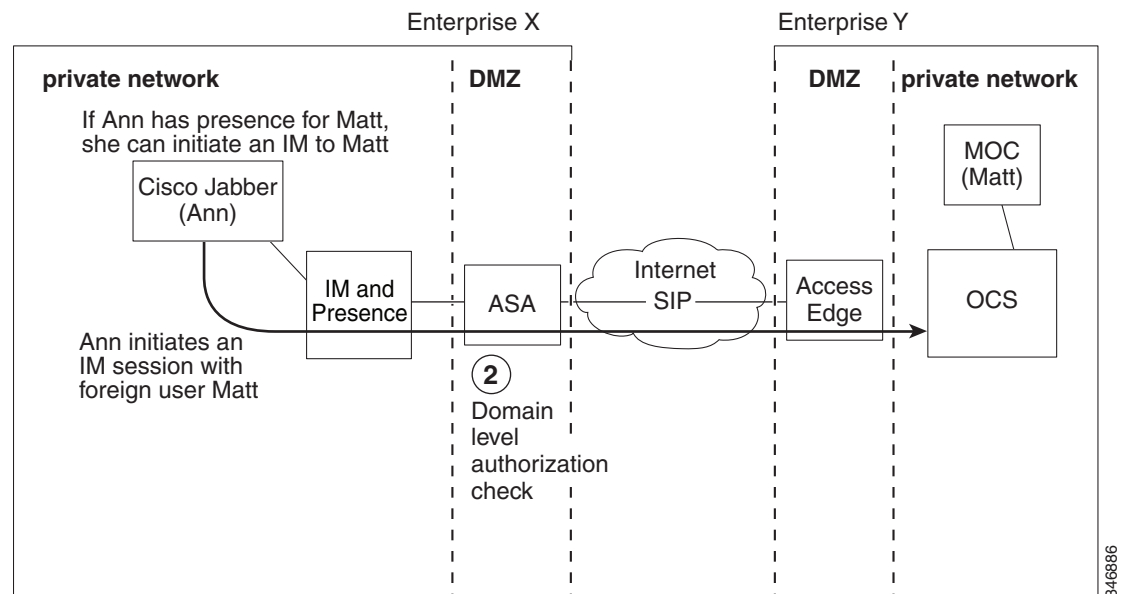 Enterprise X
Enterprise Y
private network
DMZ
DMZ
private network
If Ann has presence for Matt,
she can initiate an IM to Matt
Cisco Jabber
(Ann)
MOC
(Matt)
IM and
Presence
ASA
Internet
SIP
Access
Edge
OCS
Ann initiates an
IM session with
foreign user Matt
2
Domain
level
authorization
check
346886